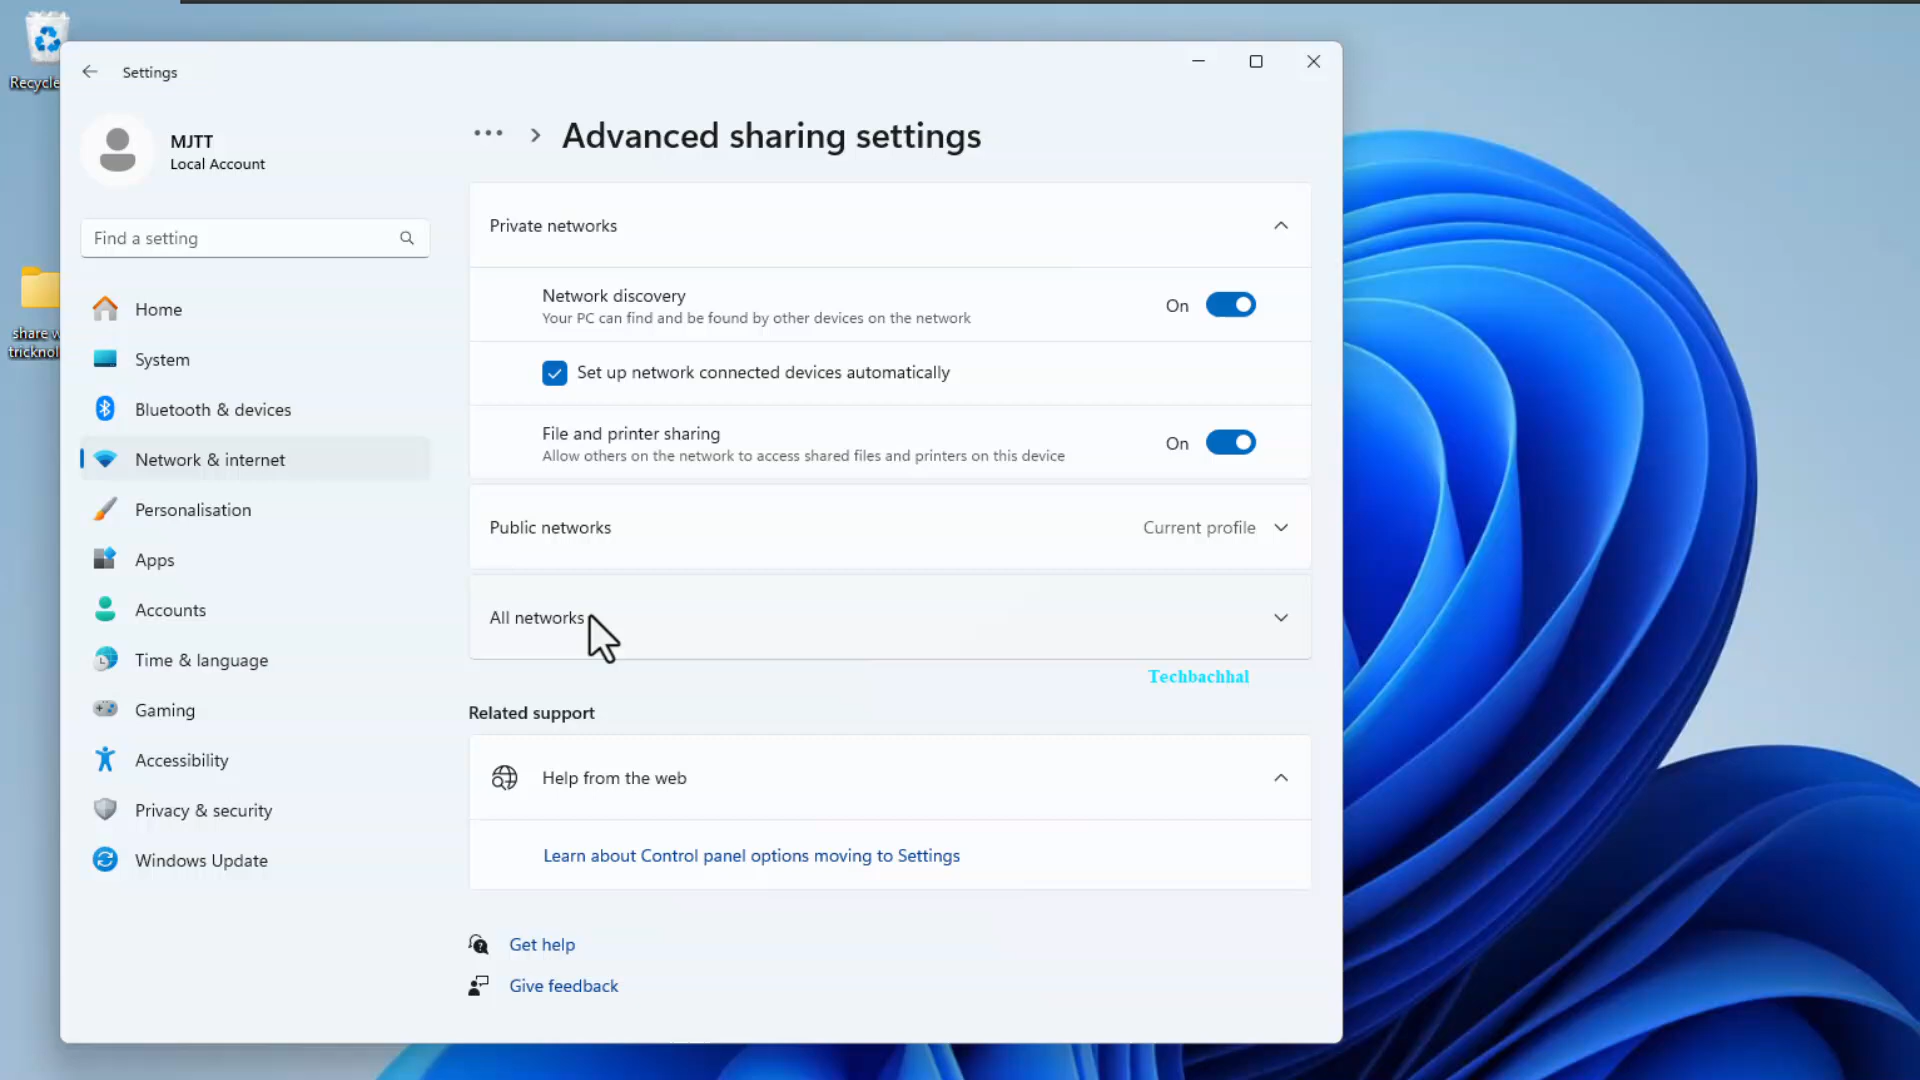 Recycle
Settings
MJTT
Local Account
Find a setting
Home
System
Bluetooth & devices
Network & internet
Personalisation
Apps
Accounts
Time & language
Gaming
Accessibility
Privacy & security
Windows Update
share w
tricknol
Advanced sharing settings
Private networks
Network discovery
Your PC can find and be found by other devices on the network
On
Set up network connected devices automatically
File and printer sharing
Allow others on the network to access shared files and printers on this device
On
Public networks
Current profile
All networks
Techbachhal
Related support
Help from the web
Learn about Control panel options moving to Settings
Get help
Give feedback